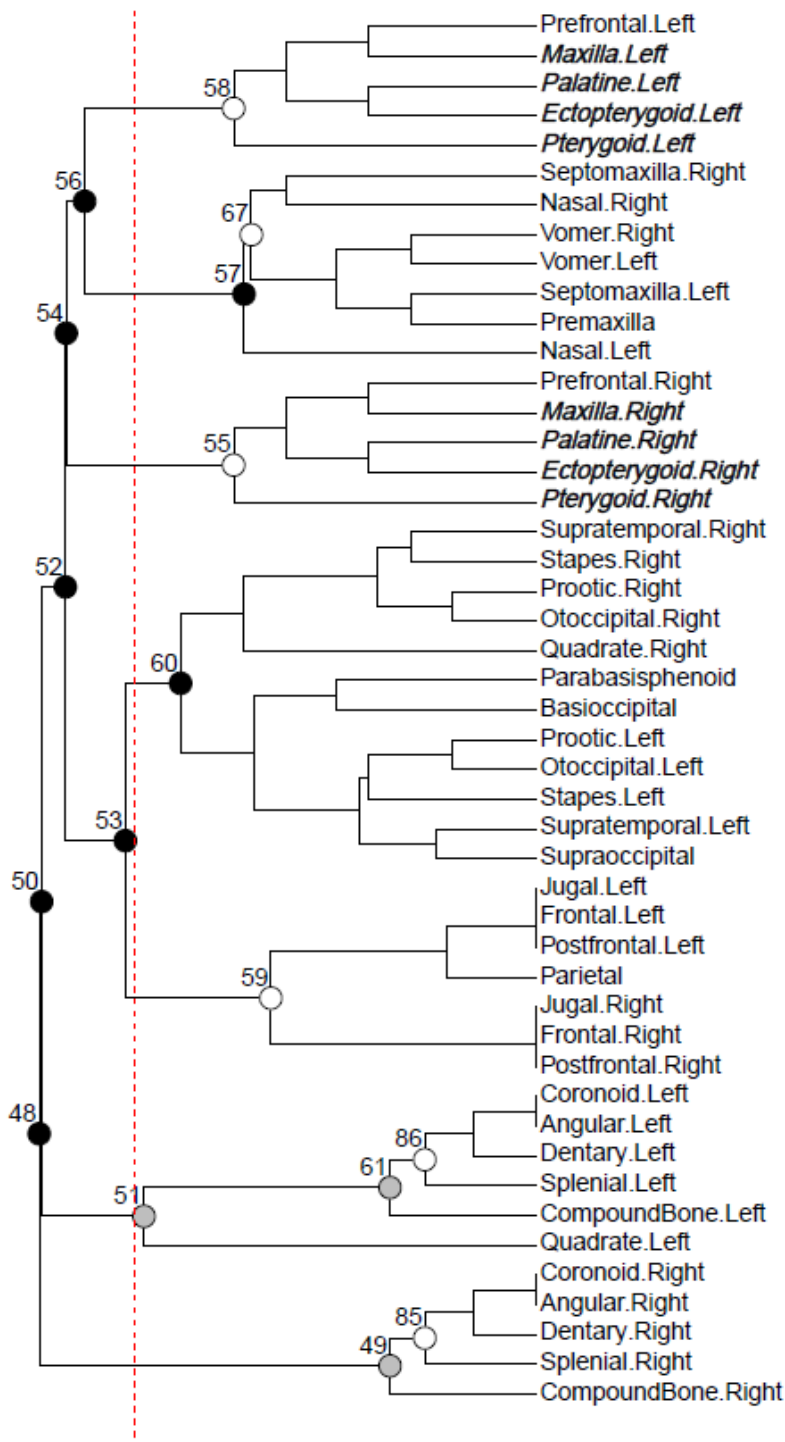 Prefrontal.Left
Maxilla.Left
58
Palatine.Left
Ectopterygoid.Left
Pterygoid.Left
56
Septomaxilla.Right
Nasal.Right
67
Vomer.Right
Vomer.Left
57
Septomaxilla.Left
54
Premaxilla
Nasal.Left
Prefrontal.Right
Maxilla.Right
55
Palatine.Right
Ectopterygoid.Right
Pterygoid.Right
Supratemporal.Right
52
Stapes.Right
Prootic.Right
Otoccipital.Right
60
Quadrate.Right
Parabasisphenoid
Basioccipital
Prootic.Left
Otoccipital.Left
Stapes.Left
53
Supratemporal.Left
Supraoccipital
50
Jugal.Left
Frontal.Left
Postfrontal.Left
59
Parietal
Jugal.Right
Frontal.Right
Postfrontal.Right
Coronoid.Left
48
Angular.Left
86
Dentary.Left
61
Splenial.Left
51
CompoundBone.Left
Quadrate.Left
Coronoid.Right
Angular.Right
85
Dentary.Right
49
Splenial.Right
CompoundBone.Right